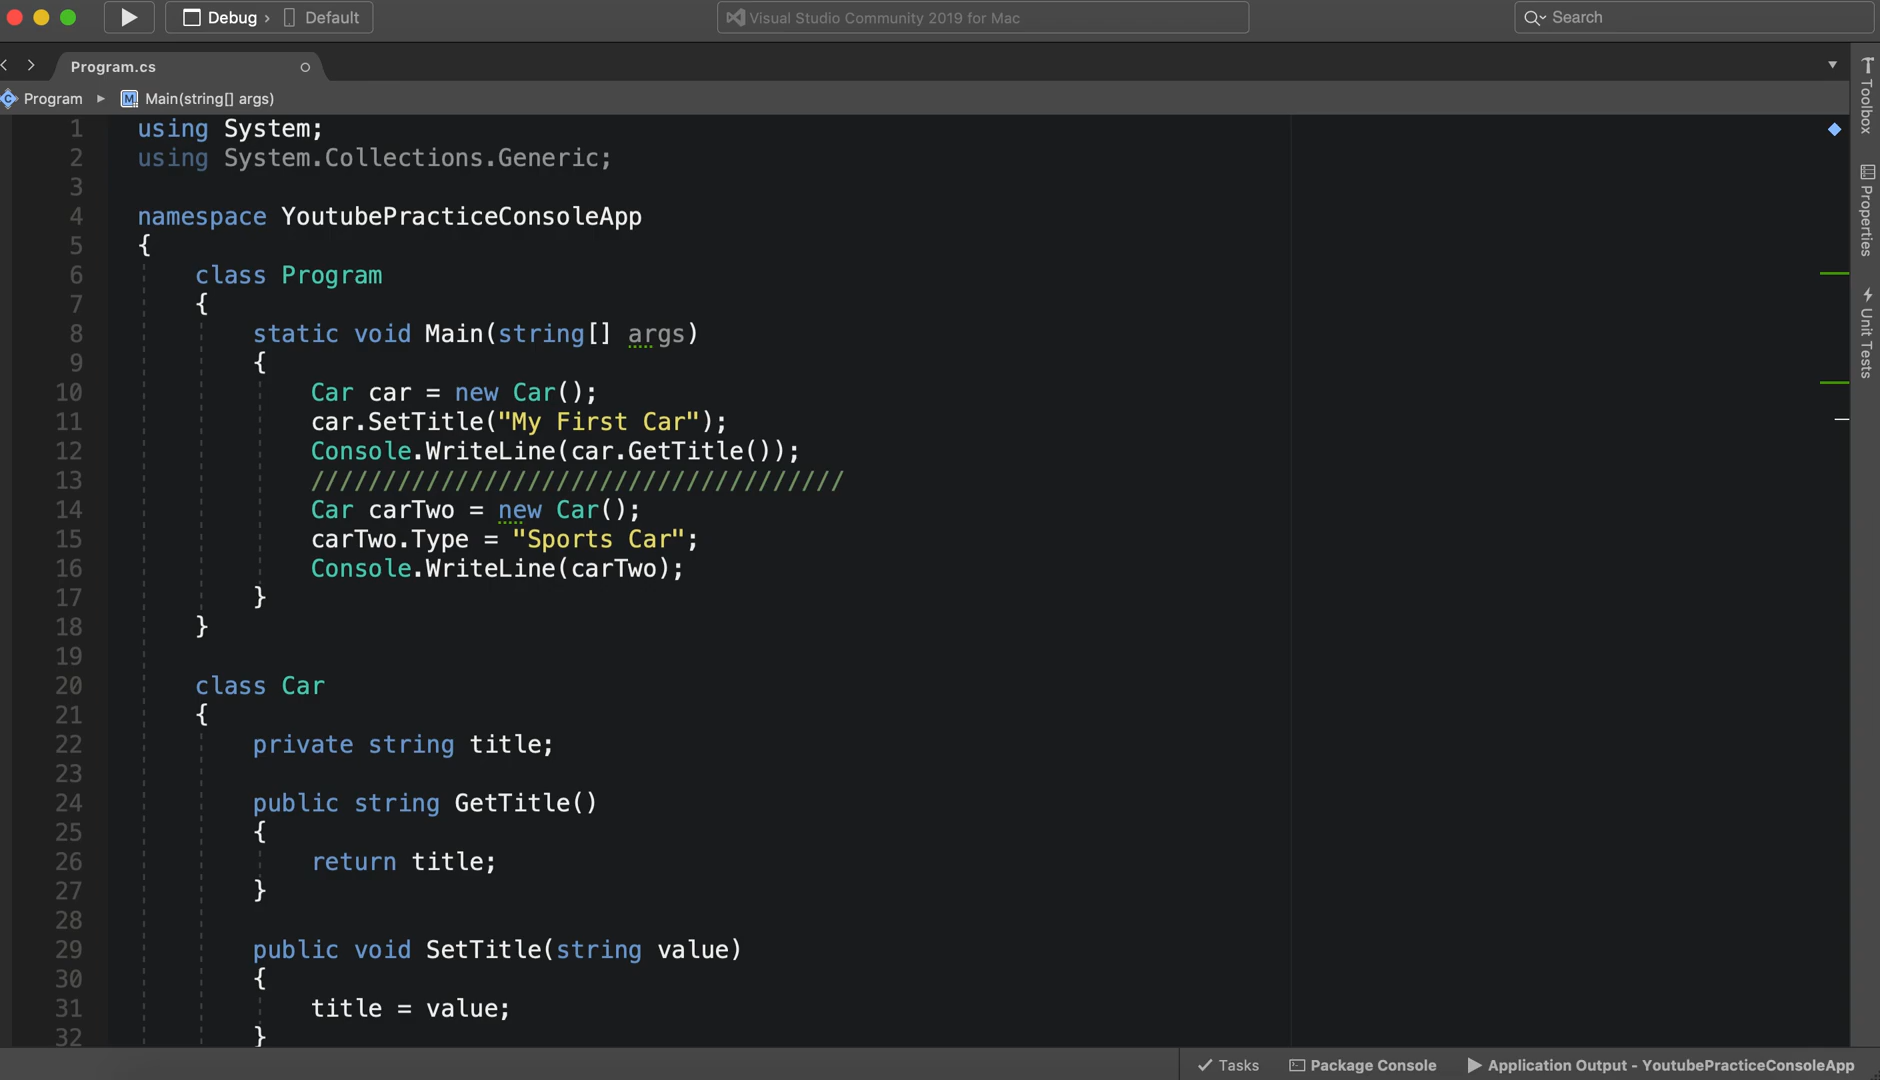 Debug › Default
Visual Studio Community 2019 for Mac
Search
Program.cs
Program ▸ M Main(string[] args)
1 using System;
2 using System.Collections.Generic;
3
4 namespace YoutubePracticeConsoleApp
5 {
6 class Program
7 {
8 static void Main(string[] args)
9 {
10 Car car = new Car();
11 car.SetTitle("My First Car");
12 Console.WriteLine(car.GetTitle());
13 /////////////////////////////////////
14 Car carTwo = new Car();
15 carTwo.Type = "Sports Car";
16 Console.WriteLine(carTwo);
17 }
18 }
19
20 class Car
21 {
22 private string title;
23
24 public string GetTitle()
25 {
26 return title;
27 }
28
29 public void SetTitle(string value)
30 {
31 title = value;
32 }
Toolbox
Properties
Unit Tests
Tasks
Package Console
Application Output - YoutubePracticeConsoleApp